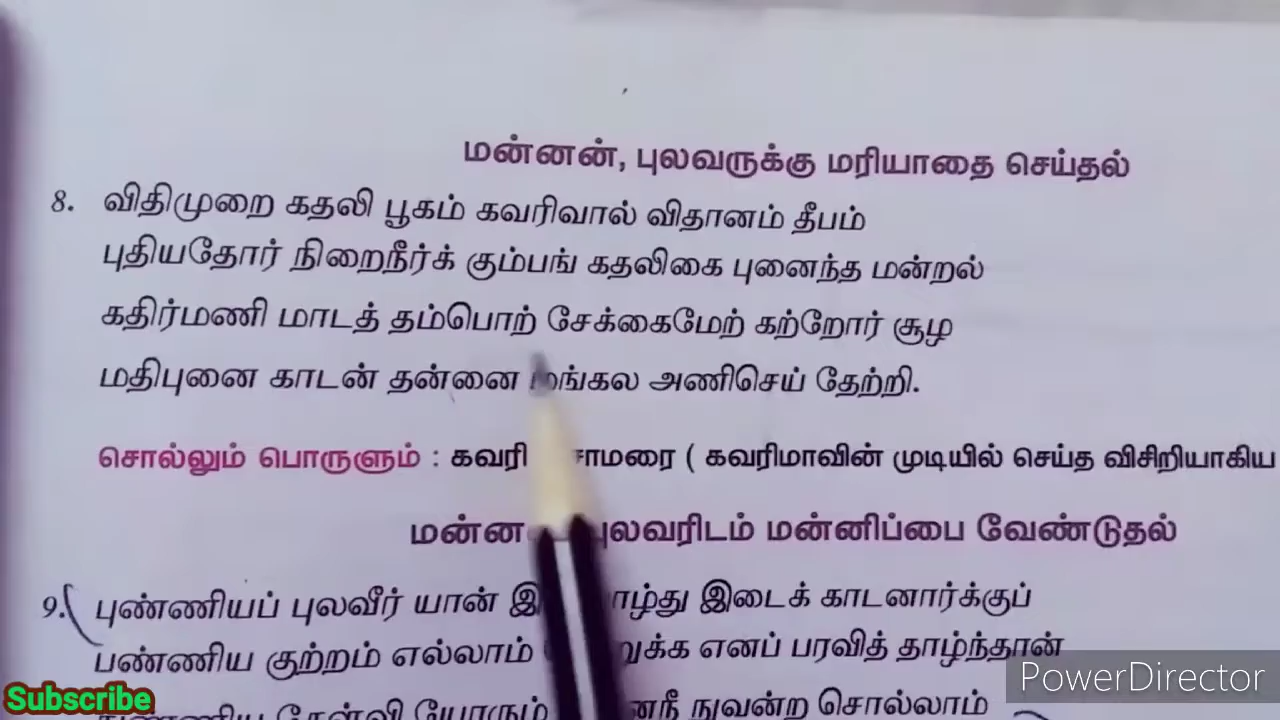 மன்னன், புலவருக்கு மரியாதை செய்தல்
8. விதிமுறை கதலி பூகம் கவரிவால் விதானம் தீபம்
புதியதோர் நிறைநீர்க் கும்பங் கதலிகை புனைந்த மன்றல்
கதிர்மணி மாடத் தம்பொற் சேக்கைமேற் கற்றோர் சூழ
மதிபுனை காடன் தன்னை மங்கல அணிசெய் தேற்றி.
சொல்லும் பொருளும் : கவரி சாமரை ( கவரிமாவின் முடியில் செய்த விசிறியாகிய
புலவரிடம் மன்னிப்பை வேண்டுதல்
9. புண்ணியப் புலவீர் யான் இடைக் காடனார்க்குப்
பண்ணிய குற்றம் எல்லாம் எனப் பரவித் தாழ்ந்தான்
கேள்வி யோரும் நுவன்ற சொல்லாம்
Subscribe
PowerDirector